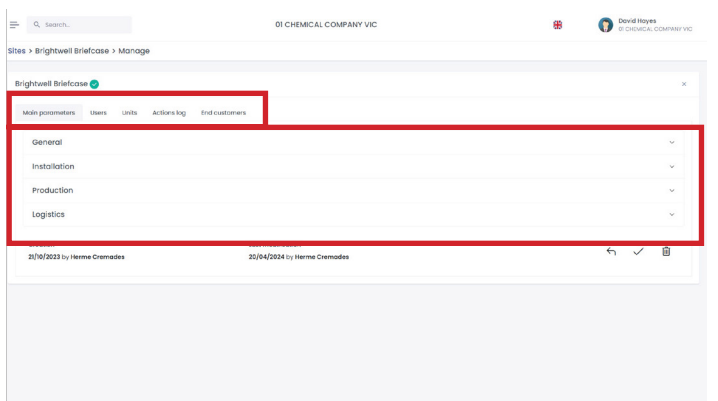 Search..
01 CHEMICAL COMPANY VIC
David Hayes
01 CHEMICAL COMPANY VIC
Sites > Brightwell Briefcase > Manage
Brightwell Briefcase
Main parameters Users Units Actions log End customers
General
Installation
Production
Logistics
21/10/2023 by Herme Cremades
20/04/2024 by Herme Cremades